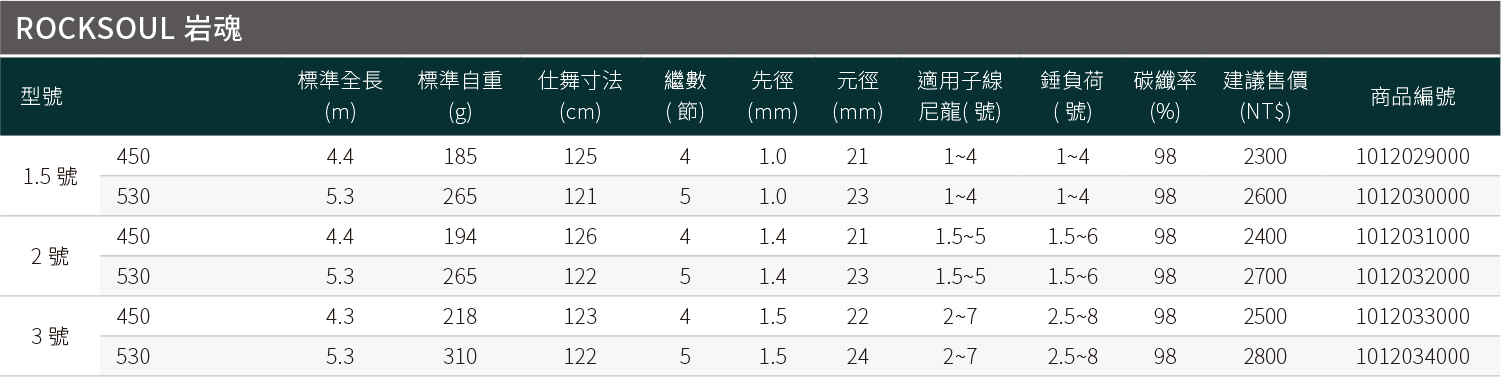 ROCKSOUL 岩魂
型號 標準全長(m) 標準自重(g) 仕舞寸法(cm) 繼數( 節) 先徑(mm) 元徑(mm) 適用子線尼龍( 號) 錘負荷( 號) 碳纖率(%) 建議售價(NT$) 商品編號
1.5 號 450 4.4 185 125 4 1.0 21 1~4 1~4 98 2300 1012029000
530 5.3 265 121 5 1.0 23 1~4 1~4 98 2600 1012030000
2 號 450 4.4 194 126 4 1.4 21 1.5~5 1.5~6 98 2400 1012031000
530 5.3 265 122 5 1.4 23 1.5~5 1.5~6 98 2700 1012032000
3 號 450 4.3 218 123 4 1.5 22 2~7 2.5~8 98 2500 1012033000
530 5.3 310 122 5 1.5 24 2~7 2.5~8 98 2800 1012034000